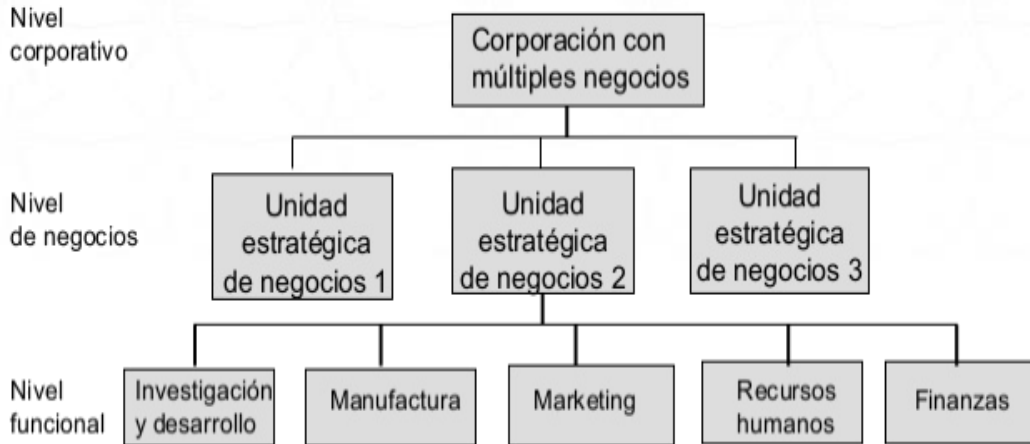 Nivel
corporativo
Corporación con
múltiples negocios
Nivel
de negocios
Unidad
estratégica
de negocios 1
Unidad
estratégica
de negocios 2
Unidad
estratégica
de negocios 3
Nivel
funcional
Investigación
y desarrollo
Manufactura
Marketing
Recursos
humanos
Finanzas